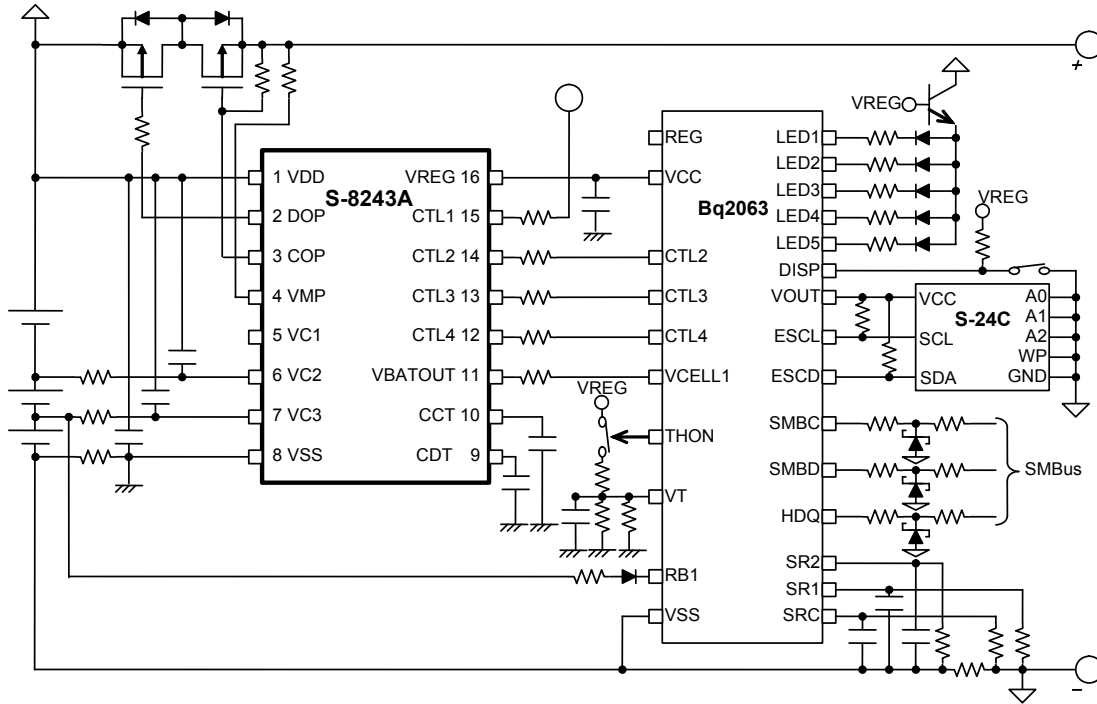 +
VREG
REG
LED1
S-8243A
1 VDD
VREG 16
VCC
LED2
2 DOP
CTL1 15
Bq2063
LED3
VREG
LED4
3 COP
CTL2 14
CTL2
LED5
DISP
4 VMP
CTL3 13
CTL3
VOUT
VCC
A0
S-24C
A1
5 VC1
CTL4 12
CTL4
ESCL
SCL
A2
WP
6 VC2
VBATOUT 11
VCELL1
ESCD
SDA
GND
VREG
7 VC3
CCT 10
THON
SMBC
8 VSS
CDT 9
SMBD
SMBus
VT
HDQ
SR2
RB1
SR1
VSS
SRC
−